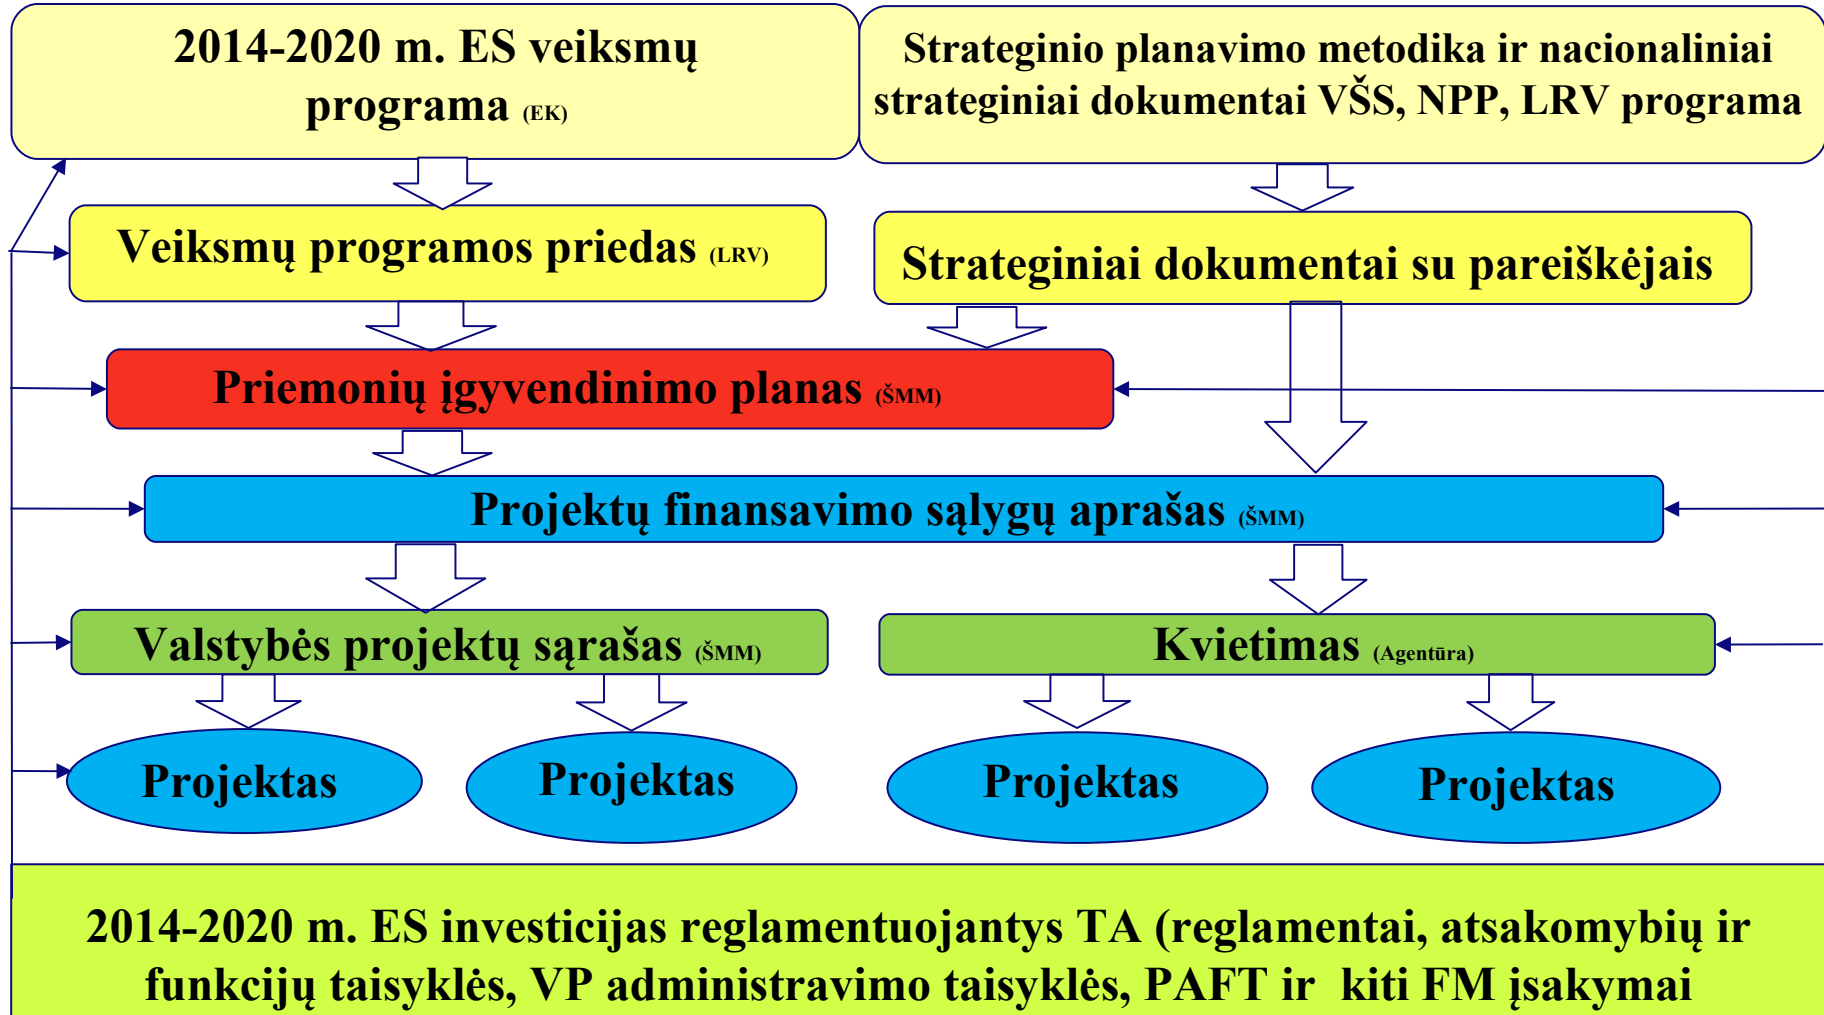 2014-2020 m. ES veiksmų
programa (EK)
Strateginio planavimo metodika ir nacionaliniai
strateginiai dokumentai VŠS, NPP, LRV programa
Veiksmų programos priedas (LRV)
Strateginiai dokumentai su pareiškėjais
Priemonių įgyvendinimo planas (ŠMM)
Projektų finansavimo sąlygų aprašas (ŠMM)
Valstybės projektų sąrašas (ŠMM)
Kvietimas (Agentūra)
Projektas
Projektas
Projektas
Projektas
2014-2020 m. ES investicijas reglamentuojantys TA (reglamentai, atsakomybių ir
funkcijų taisyklės, VP administravimo taisyklės, PAFT ir kiti FM įsakymai